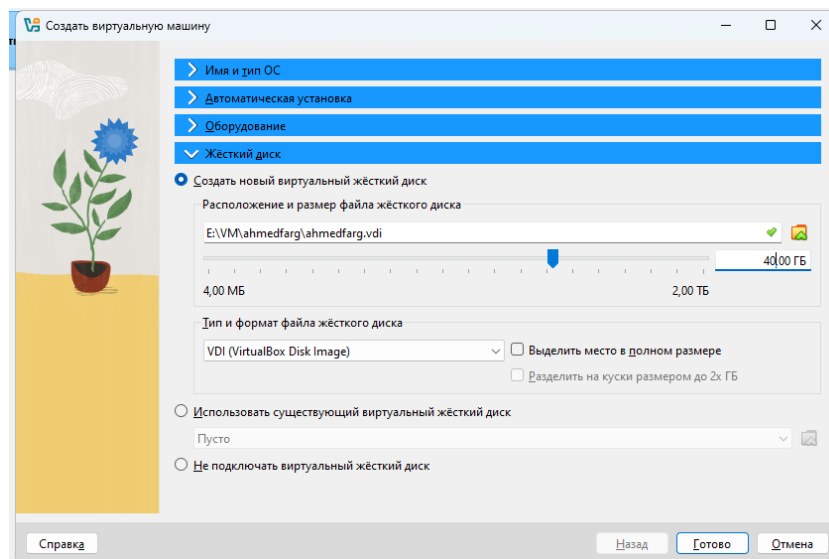 Создать виртуальную машину
Имя и тип ОС
Автоматическая установка
Оборудование
Жёсткий диск
Создать новый виртуальный жёсткий диск
Расположение и размер файла жёсткого диска
E:\VM\ahmedfarg\ahmedfarg.vdi
40,00 ГБ
4,00 МБ 2,00 ТБ
Тип и формат файла жёсткого диска
VDI (VirtualBox Disk Image) Выделить место в полном размере
Разделить на куски размером до 2х ГБ
Использовать существующий виртуальный жёсткий диск
Пусто
Не подключать виртуальный жёсткий диск
Справка Назад Готово Отмена